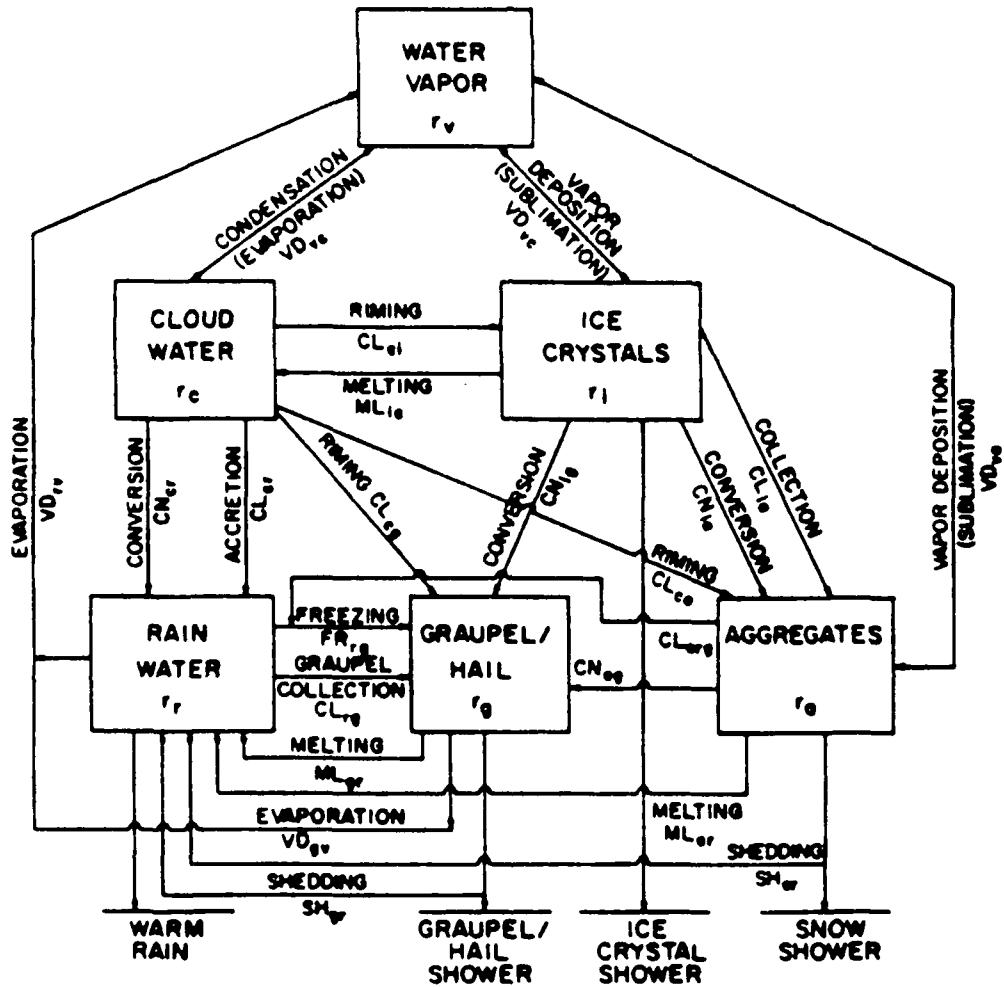 WATER
VAPOR
r_v
CONDENSATION
(EVAPORATION)
VD_vc
VAPOR
DEPOSITION
(SUBLIMATION)
VD_vc
CLOUD
WATER
r_c
RIMING
CL_ci
MELTING
ML_ic
ICE
CRYSTALS
r_i
EVAPORATION
VD_rv
CONVERSION
CN_cr
ACCRETION
CL_cr
RIMING CL_cg
CONVERSION
CN_ig
RIMING
CL_ca
CONVERSION
CN_ia
COLLECTION
CL_ia
VAPOR DEPOSITION
(SUBLIMATION)
VD_va
RAIN
WATER
r_r
FREEZING
FR_rg
GRAUPEL
COLLECTION
CL_rg
GRAUPEL/
HAIL
r_g
CL_arg
CN_ag
AGGREGATES
r_a
MELTING
ML_gr
EVAPORATION
VD_gv
MELTING
ML_ar
SHEDDING
SH_ar
SHEDDING
SH_gr
WARM
RAIN
GRAUPEL/
HAIL
SHOWER
ICE
CRYSTAL
SHOWER
SNOW
SHOWER